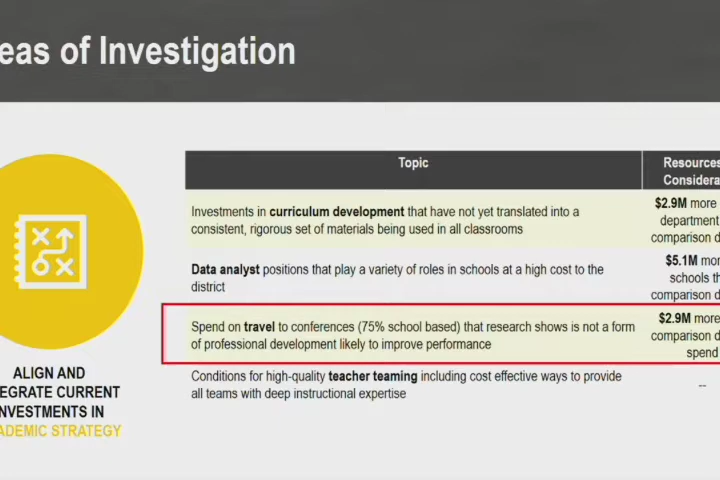 eas of Investigation
Topic
Resources
Considera
Investments in curriculum development that have not yet translated into a
consistent, rigorous set of materials being used in all classrooms
$2.9M more
department
comparison d
Data analyst positions that play a variety of roles in schools at a high cost to the
district
$5.1M mor
schools th
comparison d
Spend on travel to conferences (75% school based) that research shows is not a form
of professional development likely to improve performance
$2.9M more
comparison d
spend
Conditions for high-quality teacher teaming including cost effective ways to provide
all teams with deep instructional expertise
--
ALIGN AND
EGRATE CURRENT
NVESTMENTS IN
ADEMIC STRATEGY